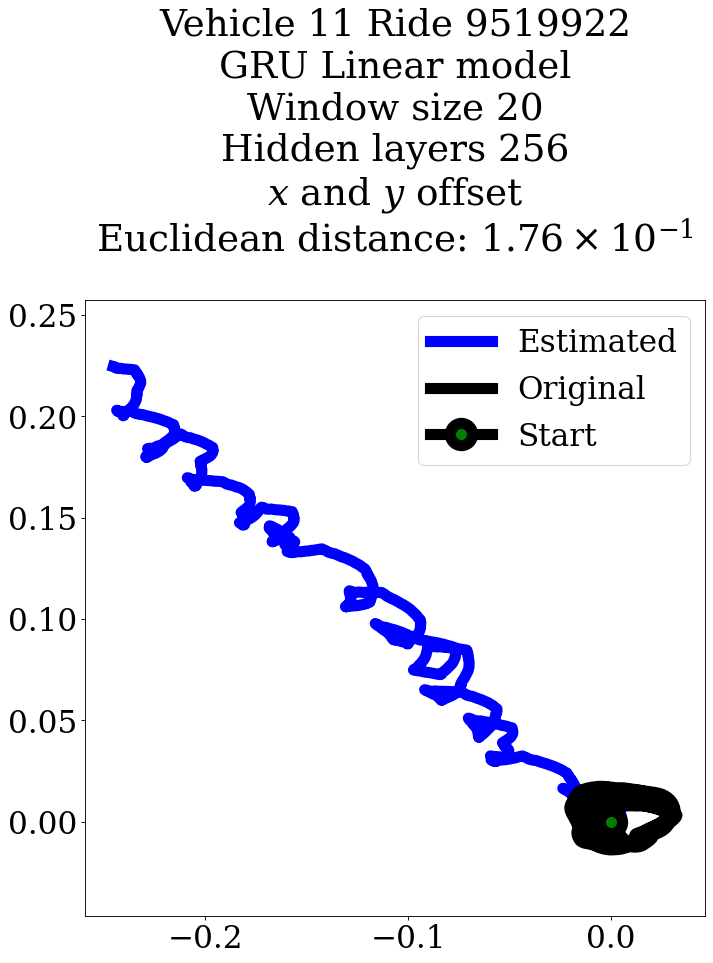 Vehicle 11 Ride 9519922
GRU Linear model
Window size 20
Hidden layers 256
x and y offset
Euclidean distance: 1.76 × 10⁻¹
0.25
0.20
0.15
0.10
0.05
0.00
−0.2
−0.1
0.0
Estimated
Original
Start